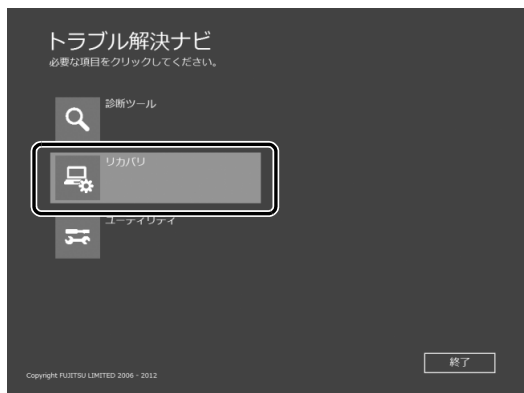 トラブル解決ナビ
必要な項目をクリックしてください。
診断ツール
リカバリ
ユーティリティ
終了
Copyright FUJITSU LIMITED 2006 - 2012